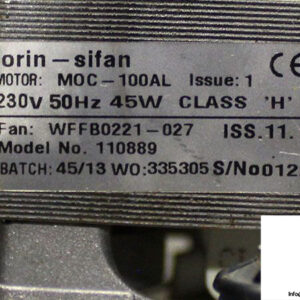 orin-sifan CE
MOTOR: MOC-100AL Issue: 1
230V 50Hz 45W CLASS 'H'
Fan: WFFB0221-027 ISS.11.
Model No. 110889
BATCH: 45/13 WO: 335305 S/No012